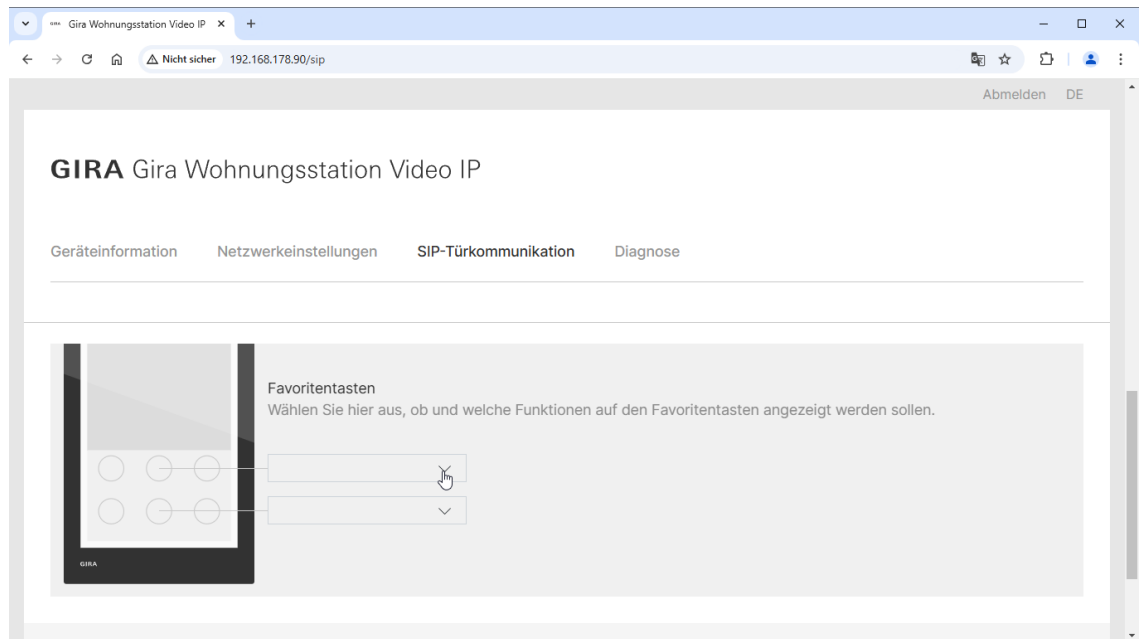 Gira Wohnungsstation Video IP
Nicht sicher 192.168.178.90/sip
Abmelden DE
GIRA Gira Wohnungsstation Video IP
Geräteinformation Netzwerkeinstellungen SIP-Türkommunikation Diagnose
Favoritentasten
Wählen Sie hier aus, ob und welche Funktionen auf den Favoritentasten angezeigt werden sollen.
GIRA